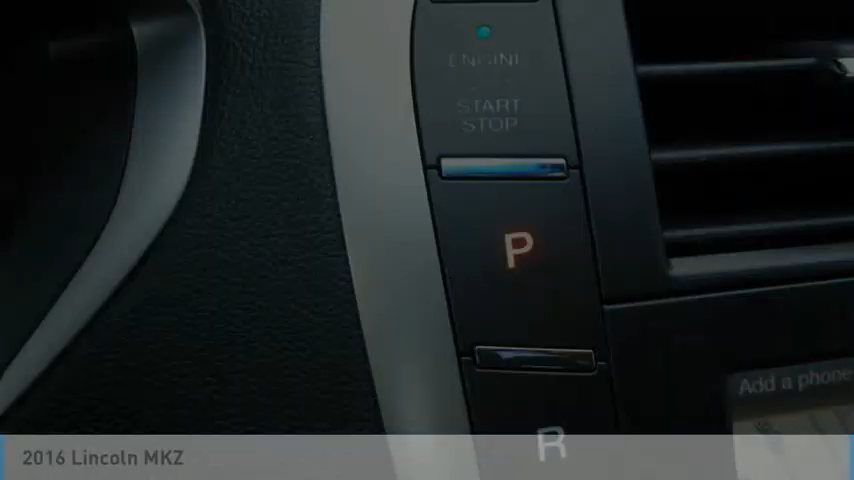 ENGINE
START
STOP
P
Add a phone
R
2016 Lincoln MKZ